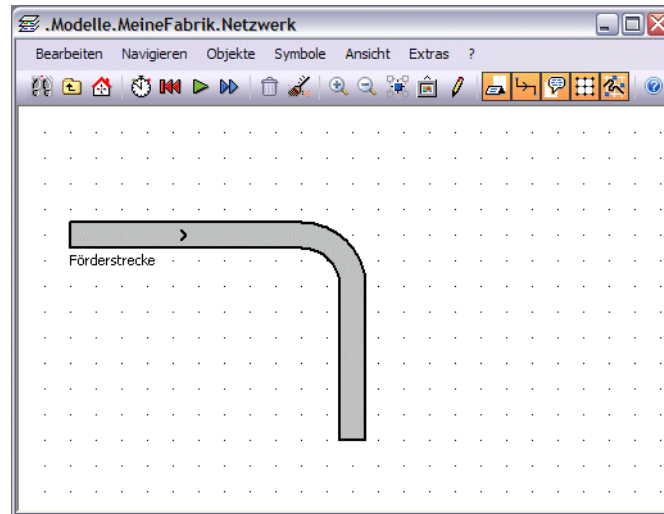 .Modelle.MeineFabrik.Netzwerk
Bearbeiten Navigieren Objekte Symbole Ansicht Extras ?
Förderstrecke